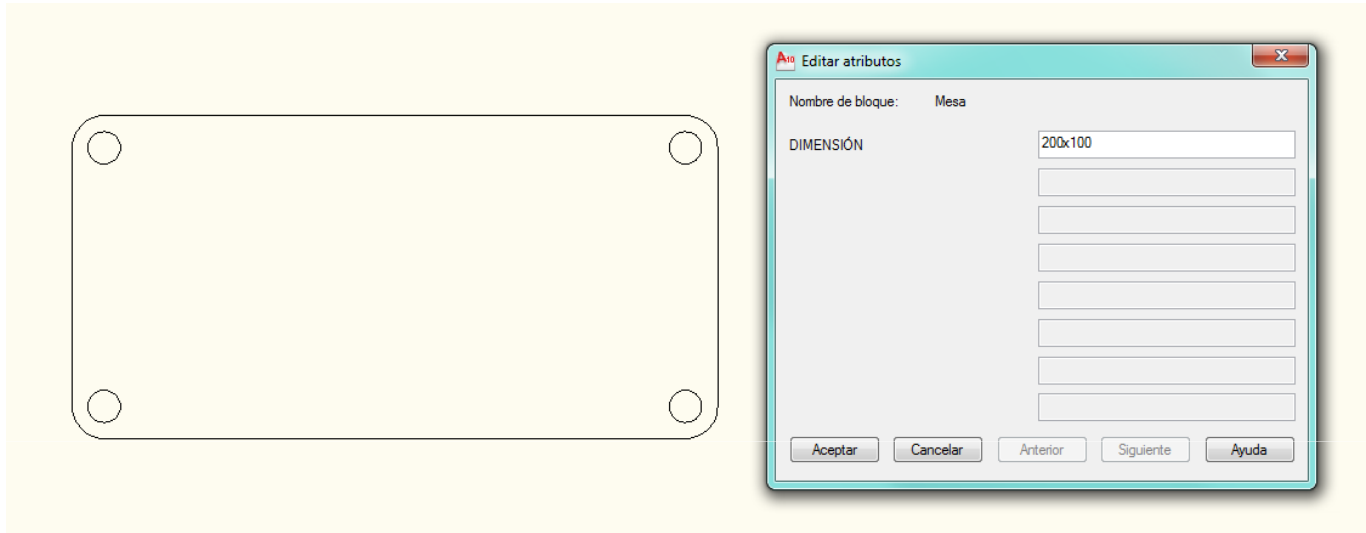 A10 Editar atributos X
Nombre de bloque: Mesa
DIMENSIÓN 200x100
Aceptar Cancelar Anterior Siguiente Ayuda